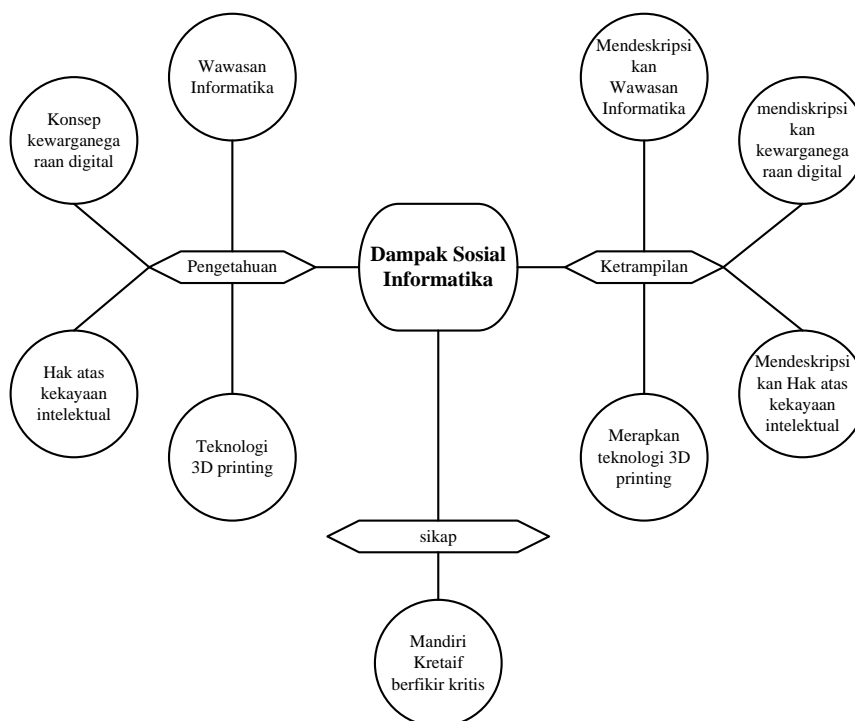 Wawasan
Informatika
Konsep
kewarganega
raan digital
Pengetahuan
Hak atas
kekayaan
intelektual
Teknologi
3D printing
Dampak Sosial
Informatika
Mendeskripsi
kan
Wawasan
Informatika
mendiskripsi
kan
kewarganega
raan digital
Ketrampilan
Mendeskripsi
kan Hak atas
kekayaan
intelektual
Merapkan
teknologi 3D
printing
sikap
Mandiri
Kretaif
berfikir kritis